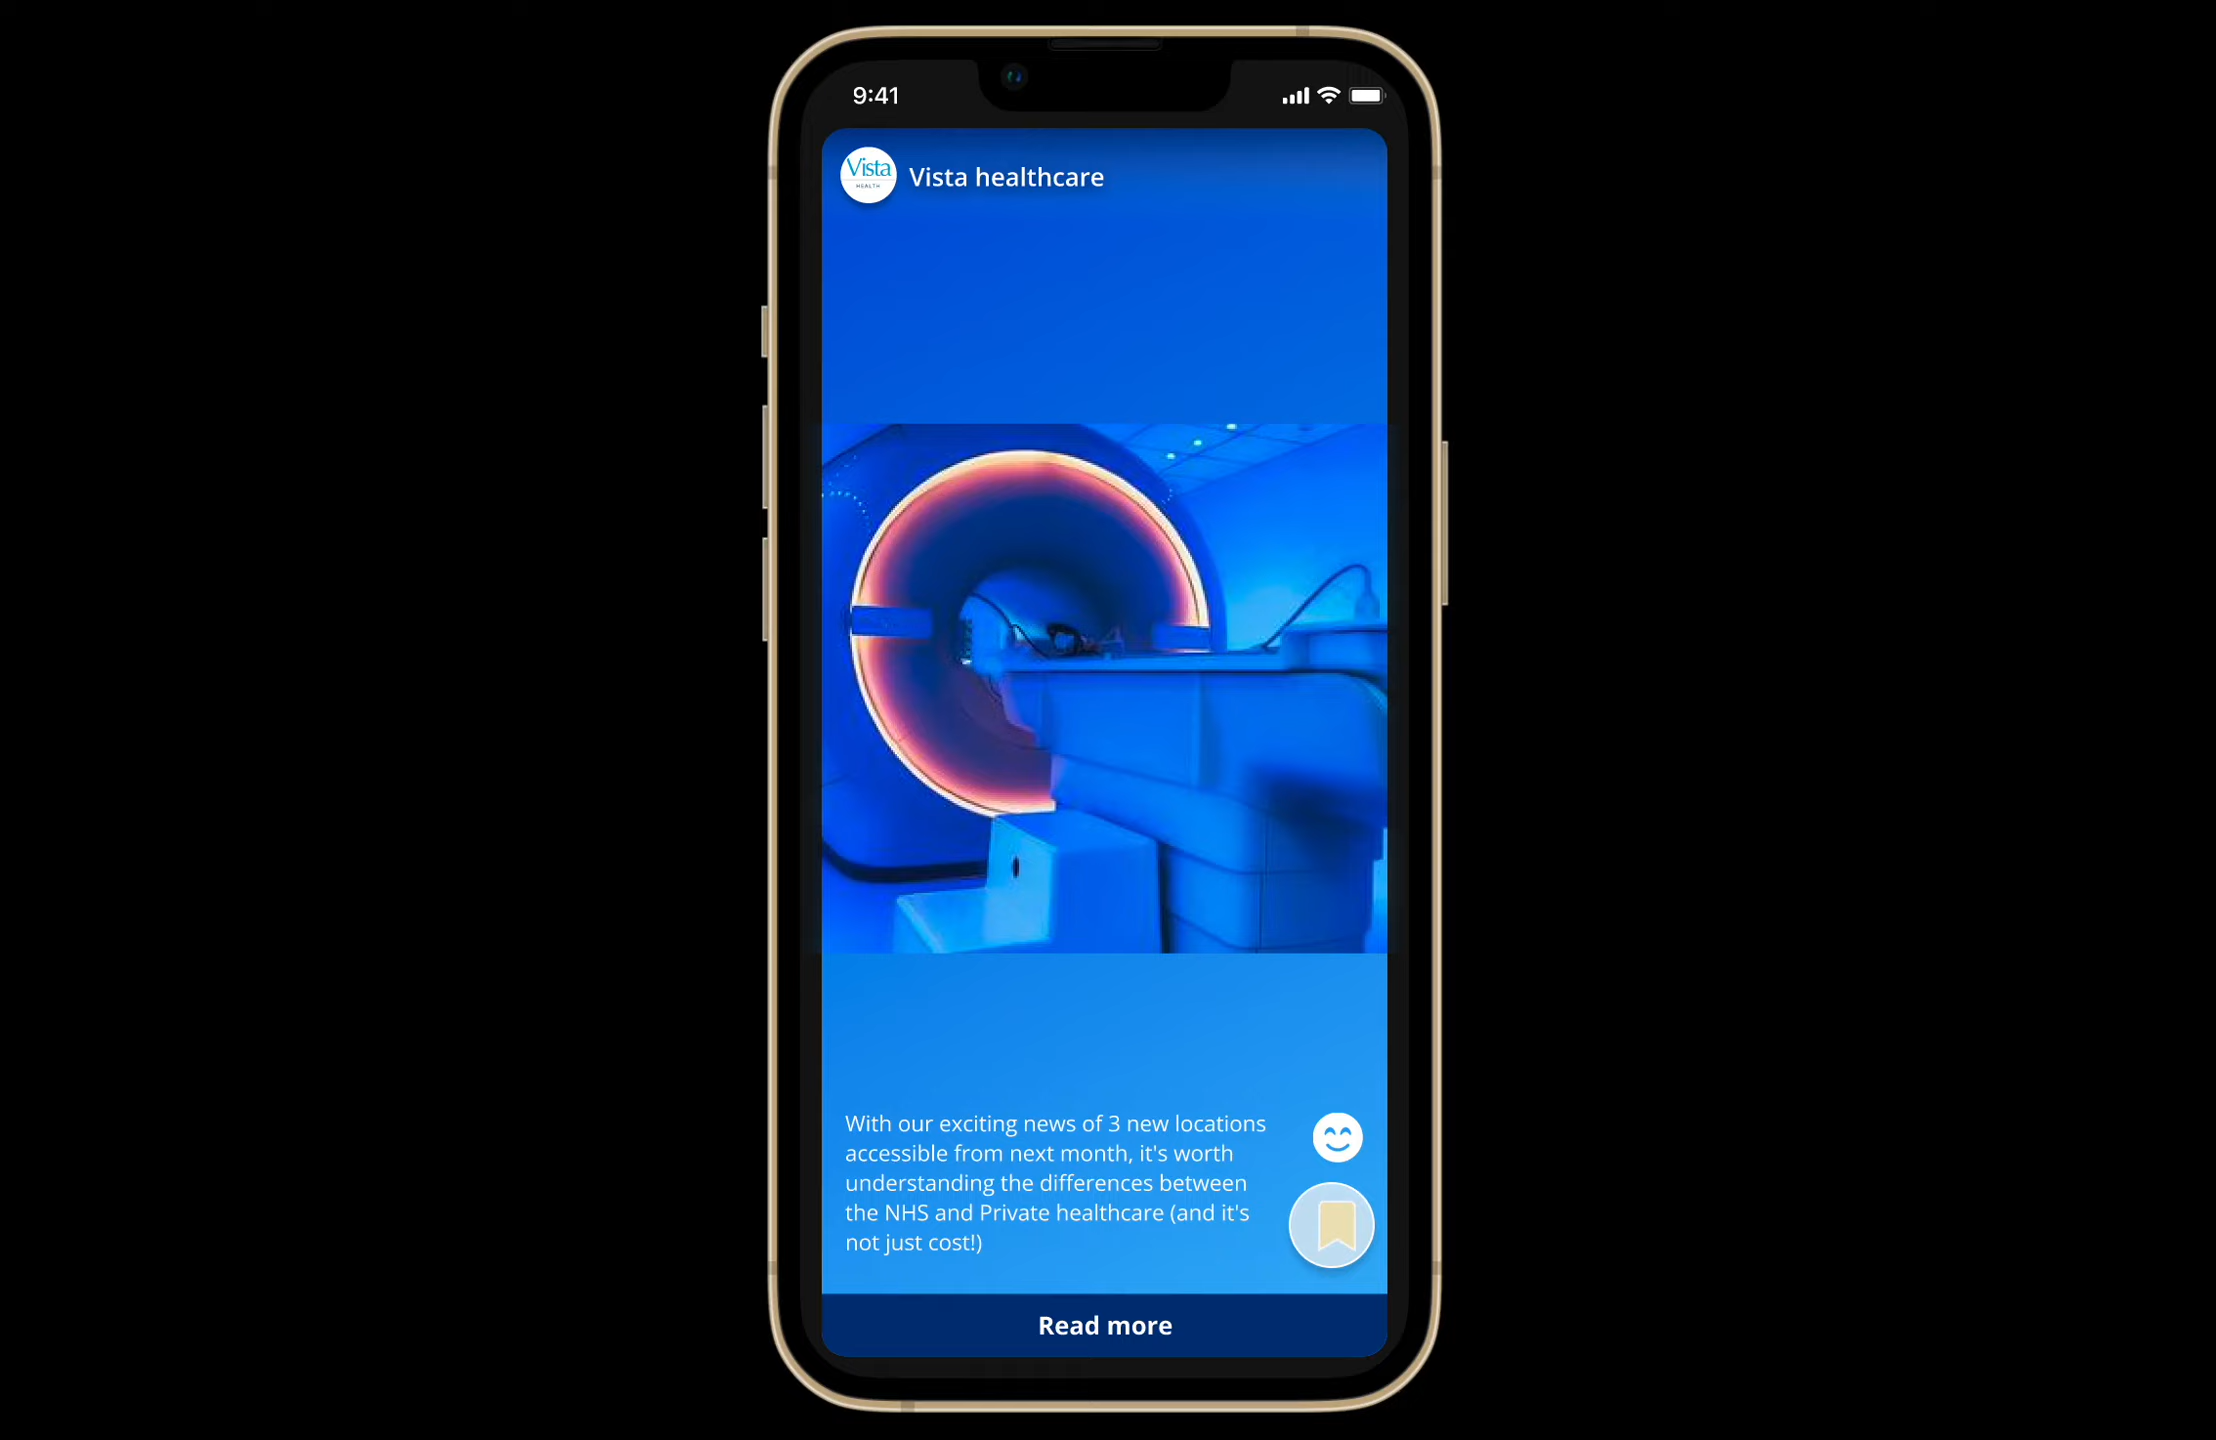 9:41
Vista
HEALTH
Vista healthcare
With our exciting news of 3 new locations
accessible from next month, it's worth
understanding the differences between
the NHS and Private healthcare (and it's
not just cost!)
Read more